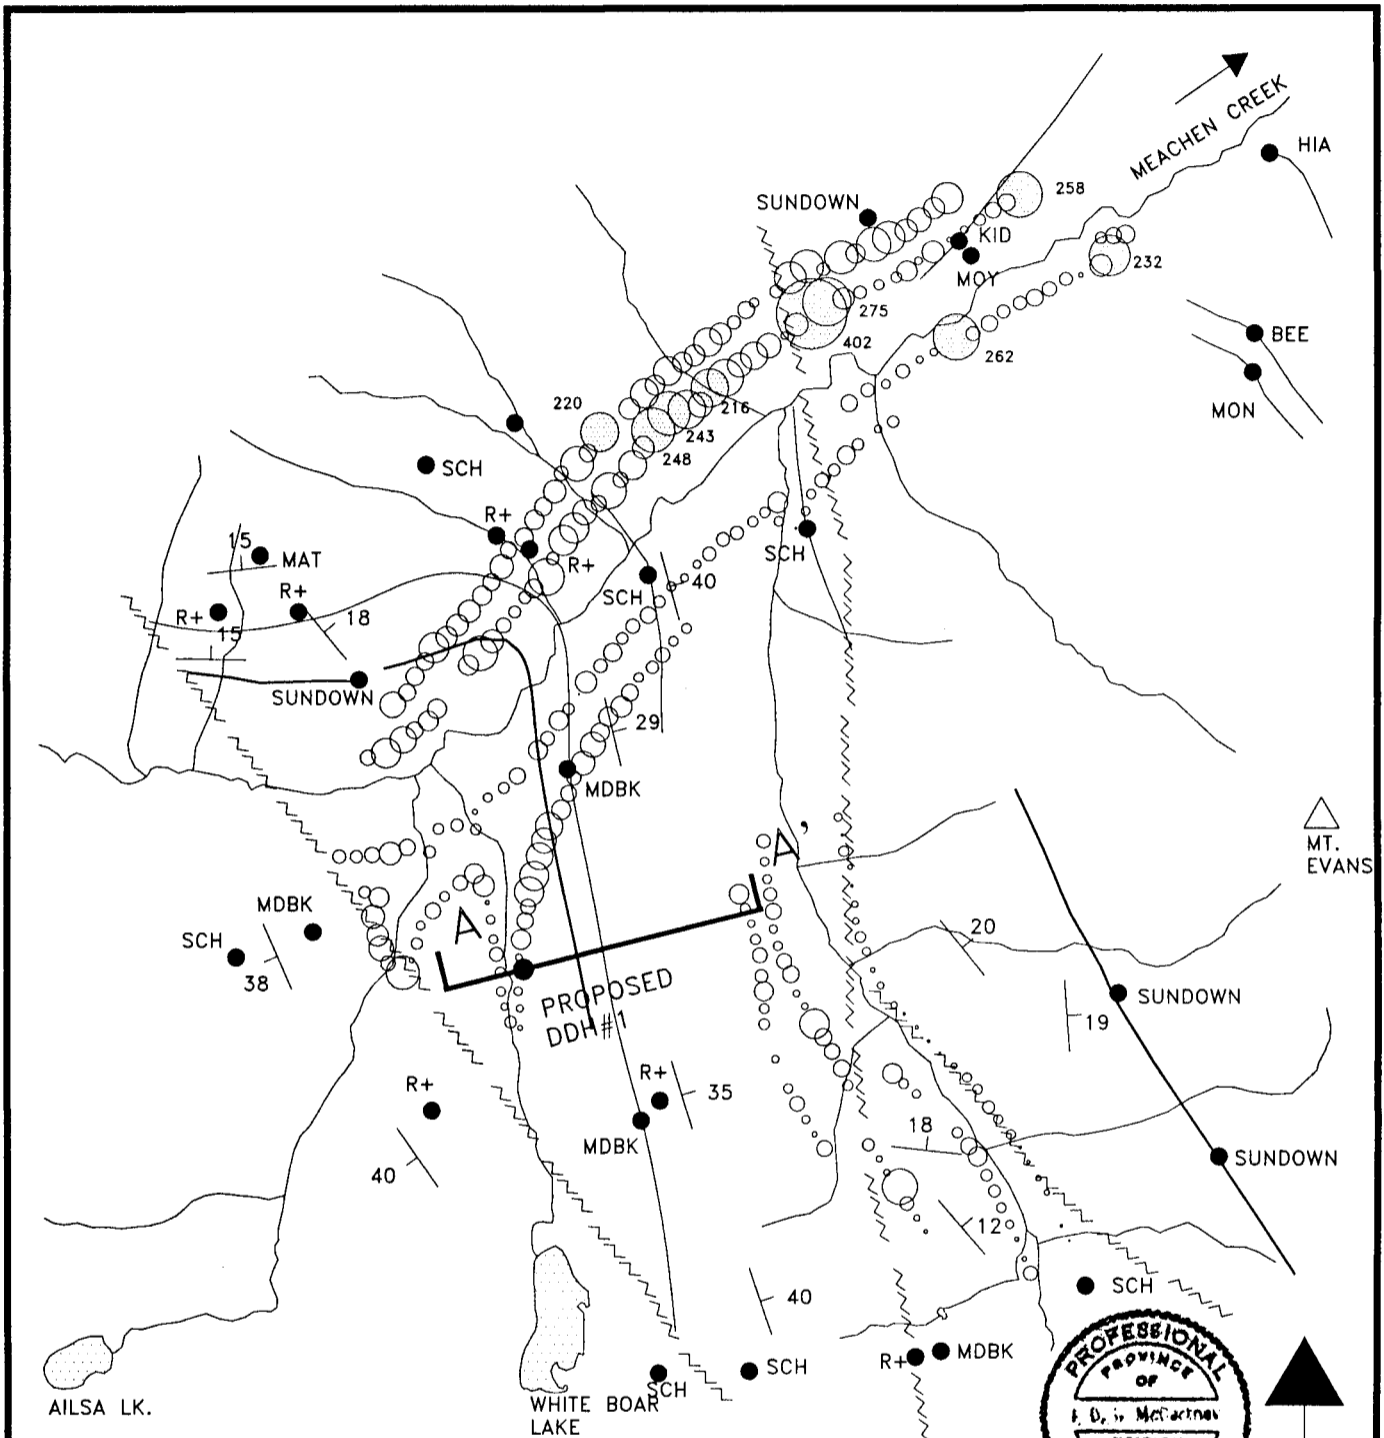 MEACHEN CREEK
HIA
258
SUNDOWN
KID
MOY
232
275
402
BEE
262
MON
220
216
243
248
SCH
R+
15
MAT
R+
SCH
R+
R+
18
15
SCH
40
SUNDOWN
29
MDBK
A'
MT.
EVANS
MDBK
A
SCH
38
20
PROPOSED
DDH#1
SUNDOWN
19
R+
R+
35
18
MDBK
40
SUNDOWN
12
40
SCH
PROFESSIONAL
PROVINCE
OF
R+
MDBK
SCH
SCH
AILSA LK.
WHITE BOAR
LAKE